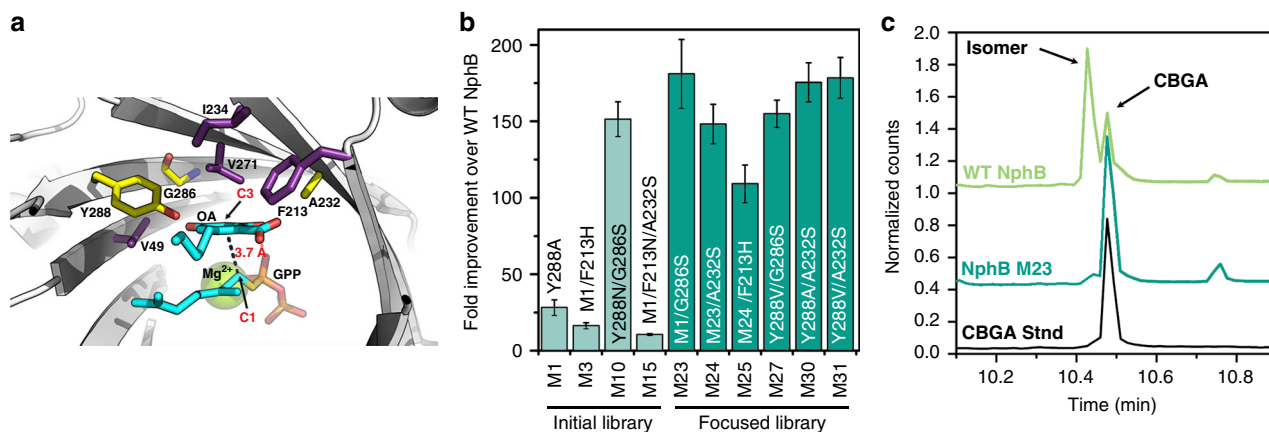 a
I234
V271
C3
G286
A232
Y288
F213
OA
V49
3.7 Å
Mg2+
GPP
C1
b
Fold improvement over WT NphB
200
150
100
50
0
Y288A
M1/F213H
Y288N/G286S
M1/F213N/A232S
M1/G286S
M23/A232S
M24 /F213H
Y288V/G286S
Y288A/A232S
Y288V/A232S
M1
M3
M10
M15
M23
M24
M25
M27
M30
M31
Initial library
Focused library
c
Normalized counts
2.0
1.8
1.6
1.4
1.2
1.0
0.8
0.6
0.4
0.2
0.0
Isomer
CBGA
WT NphB
NphB M23
CBGA Stnd
10.2
10.4
10.6
10.8
Time (min)